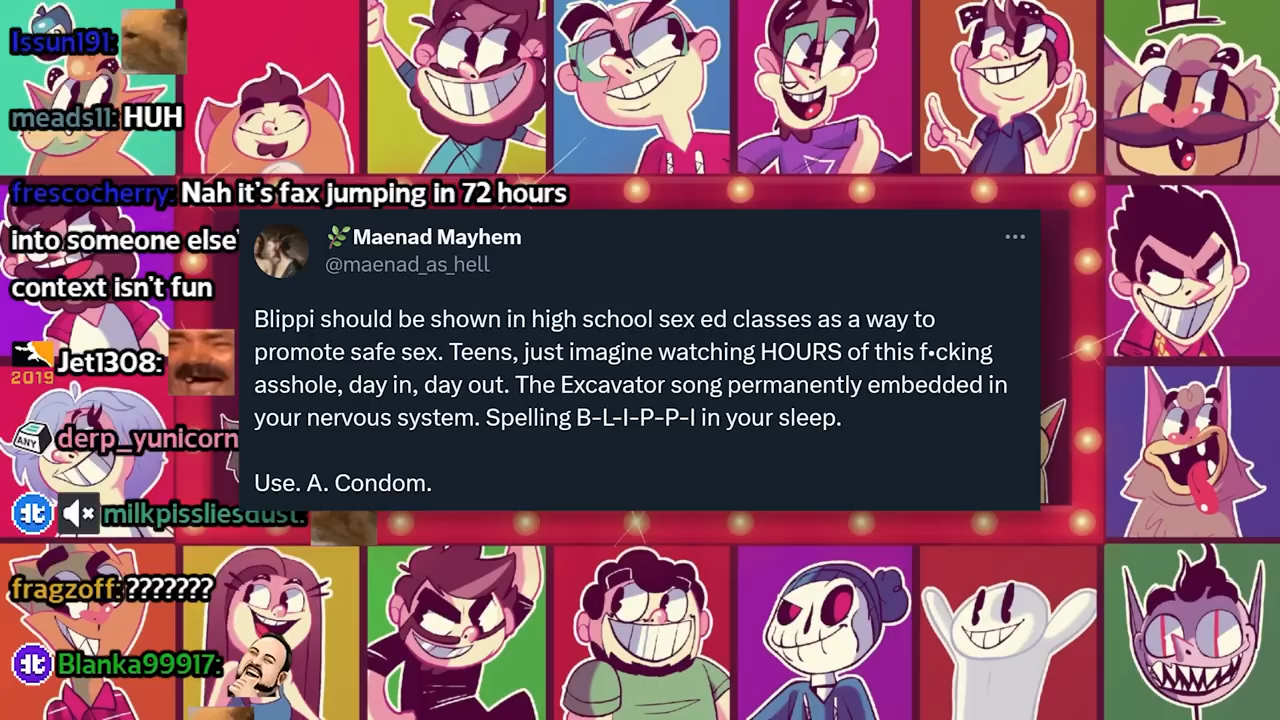 Issun191:
meads11: HUH
frescocherry: Nah it's fax jumping in 72 hours
into someone else'
context isn't fun
2019 Jet1308:
ANY derp_yunicorn
milkpissliesdust:
fragzoff: ???????
Blanka99917:
🌿Maenad Mayhem
@maenad_as_hell
Blippi should be shown in high school sex ed classes as a way to
promote safe sex. Teens, just imagine watching HOURS of this f•cking
asshole, day in, day out. The Excavator song permanently embedded in
your nervous system. Spelling B-L-I-P-P-I in your sleep.
Use. A. Condom.